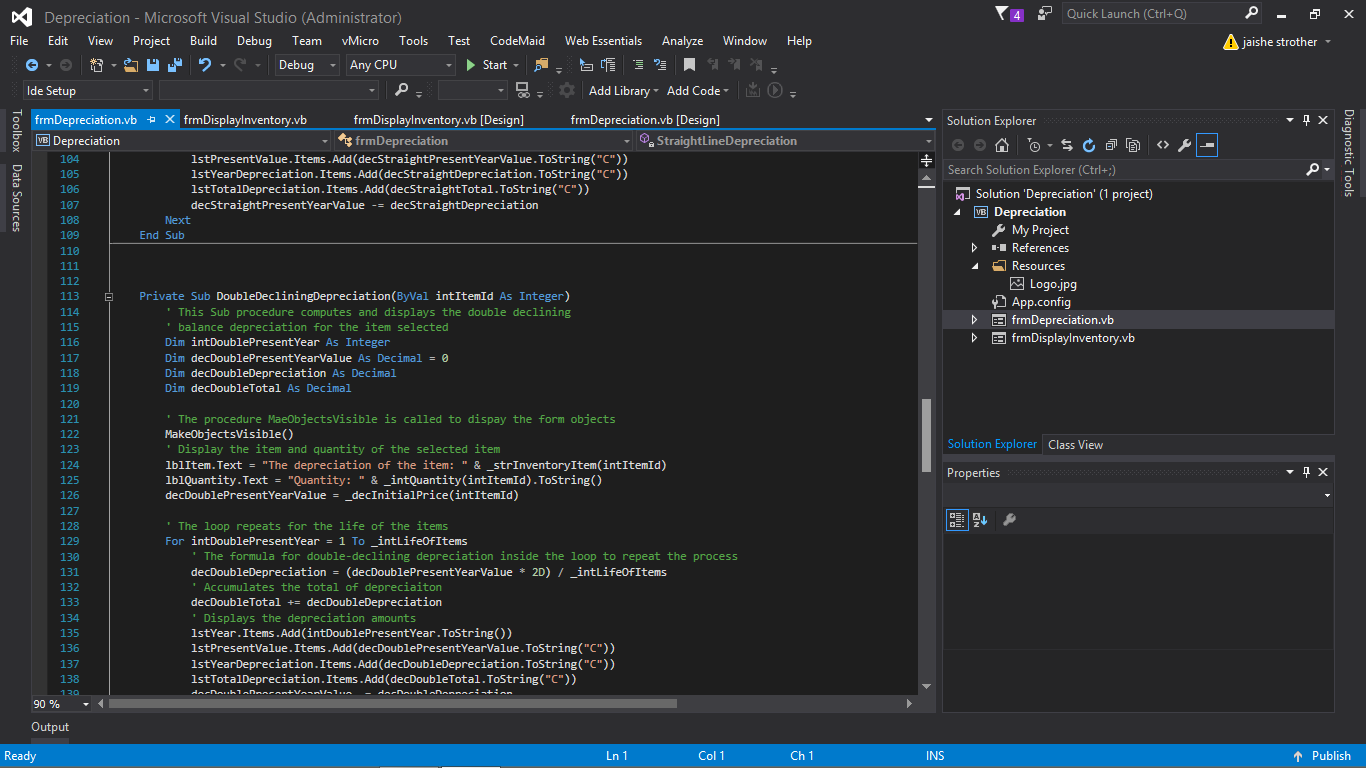 Depreciation - Microsoft Visual Studio (Administrator)
4
Quick Launch (Ctrl+Q)
File Edit View Project Build Debug Team vMicro Tools Test CodeMaid Web Essentials Analyze Window Help
jaishe strother
Debug Any CPU Start
Ide Setup Add Library Add Code
Toolbox
Data Sources
frmDepreciation.vb frmDisplayInventory.vb frmDisplayInventory.vb [Design] frmDepreciation.vb [Design]
VB Depreciation frmDepreciation StraightLineDepreciation
104 lstPresentValue.Items.Add(decStraightPresentYearValue.ToString("C"))
105 lstYearDepreciation.Items.Add(decStraightDepreciation.ToString("C"))
106 lstTotalDepreciation.Items.Add(decStraightTotal.ToString("C"))
107 decStraightPresentYearValue -= decStraightDepreciation
108 Next
109 End Sub
110
111
112
113 Private Sub DoubleDecliningDepreciation(ByVal intItemId As Integer)
114 ' This Sub procedure computes and displays the double declining
115 ' balance depreciation for the item selected
116 Dim intDoublePresentYear As Integer
117 Dim decDoublePresentYearValue As Decimal = 0
118 Dim decDoubleDepreciation As Decimal
119 Dim decDoubleTotal As Decimal
120
121 ' The procedure MaeObjectsVisible is called to dispay the form objects
122 MakeObjectsVisible()
123 ' Display the item and quantity of the selected item
124 lblItem.Text = "The depreciation of the item: " & _strInventoryItem(intItemId)
125 lblQuantity.Text = "Quantity: " & _intQuantity(intItemId).ToString()
126 decDoublePresentYearValue = _decInitialPrice(intItemId)
127
128 ' The loop repeats for the life of the items
129 For intDoublePresentYear = 1 To _intLifeOfItems
130 ' The formula for double-declining depreciation inside the loop to repeat the process
131 decDoubleDepreciation = (decDoublePresentYearValue * 2D) / _intLifeOfItems
132 ' Accumulates the total of depreciaiton
133 decDoubleTotal += decDoubleDepreciation
134 ' Displays the depreciation amounts
135 lstYear.Items.Add(intDoublePresentYear.ToString())
136 lstPresentValue.Items.Add(decDoublePresentYearValue.ToString("C"))
137 lstYearDepreciation.Items.Add(decDoubleDepreciation.ToString("C"))
138 lstTotalDepreciation.Items.Add(decDoubleTotal.ToString("C"))
139 decDoublePresentYearValue -= decDoubleDepreciation
90 %
Output
Solution Explorer
Search Solution Explorer (Ctrl+;)
Solution 'Depreciation' (1 project)
VB Depreciation
My Project
References
Resources
Logo.jpg
App.config
frmDepreciation.vb
frmDisplayInventory.vb
Solution Explorer Class View
Properties
Diagnostic Tools
Ready Ln 1 Col 1 Ch 1 INS Publish